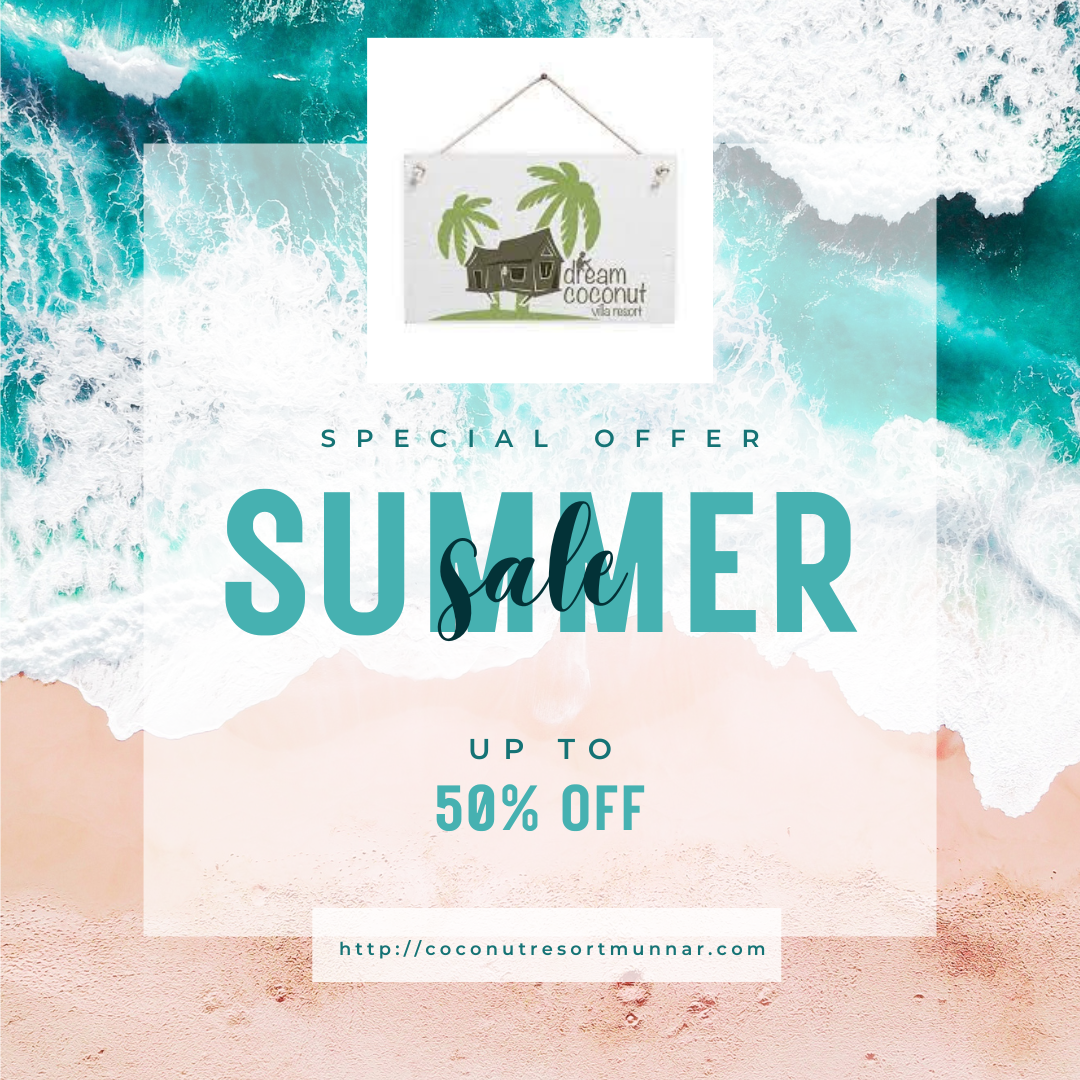 dream
coconut
villa resort
SPECIAL OFFER
SUMMER
sale
UP TO
50% OFF
http://coconutresortmunnar.com